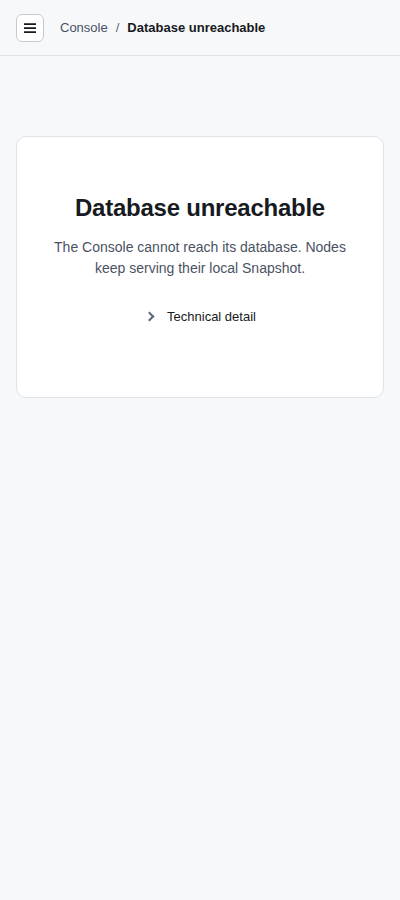 Console / Database unreachable
Database unreachable
The Console cannot reach its database. Nodes
keep serving their local Snapshot.
Technical detail